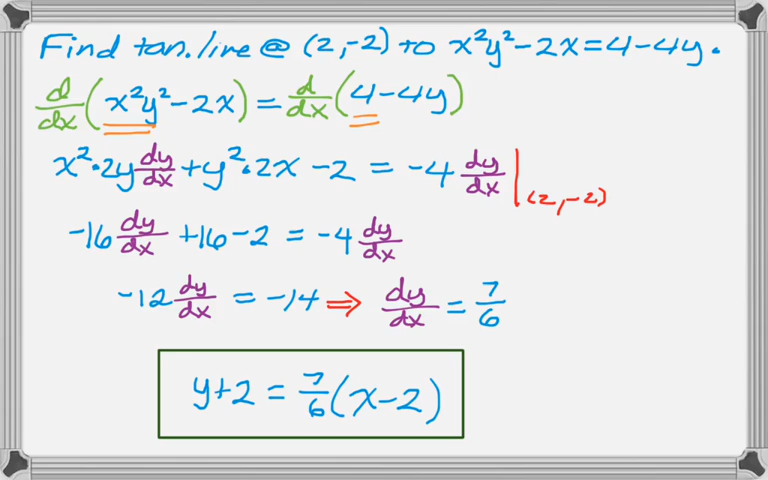 Find tan. line @ (2,-2) to x²y²-2x=4-4y.
d/dx(x²y²-2x)=d/dx(4-4y)
x²·2y dy/dx+y²·2x-2=-4 dy/dx|(2,-2)
-16 dy/dx+16-2=-4 dy/dx
-12 dy/dx=-14⇒dy/dx=7/6
y+2=7/6(x-2)